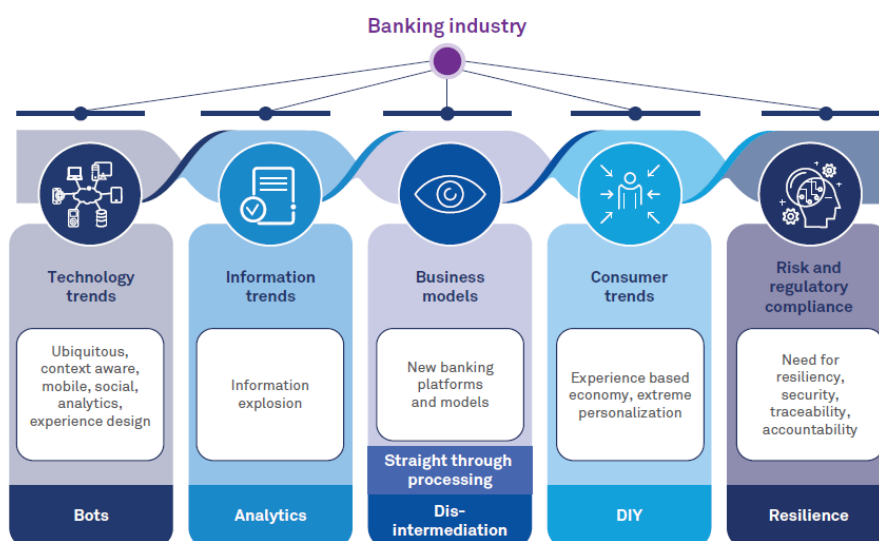 Banking industry
Technology
trends
Ubiquitous,
context aware,
mobile, social,
analytics,
experience design
Bots
Information
trends
Information
explosion
Analytics
Business
models
New banking
platforms
and models
Straight through
processing
Dis-
intermediation
Consumer
trends
Experience based
economy, extreme
personalization
DIY
Risk and
regulatory
compliance
Need for
resiliency,
security,
traceability,
accountability
Resilience